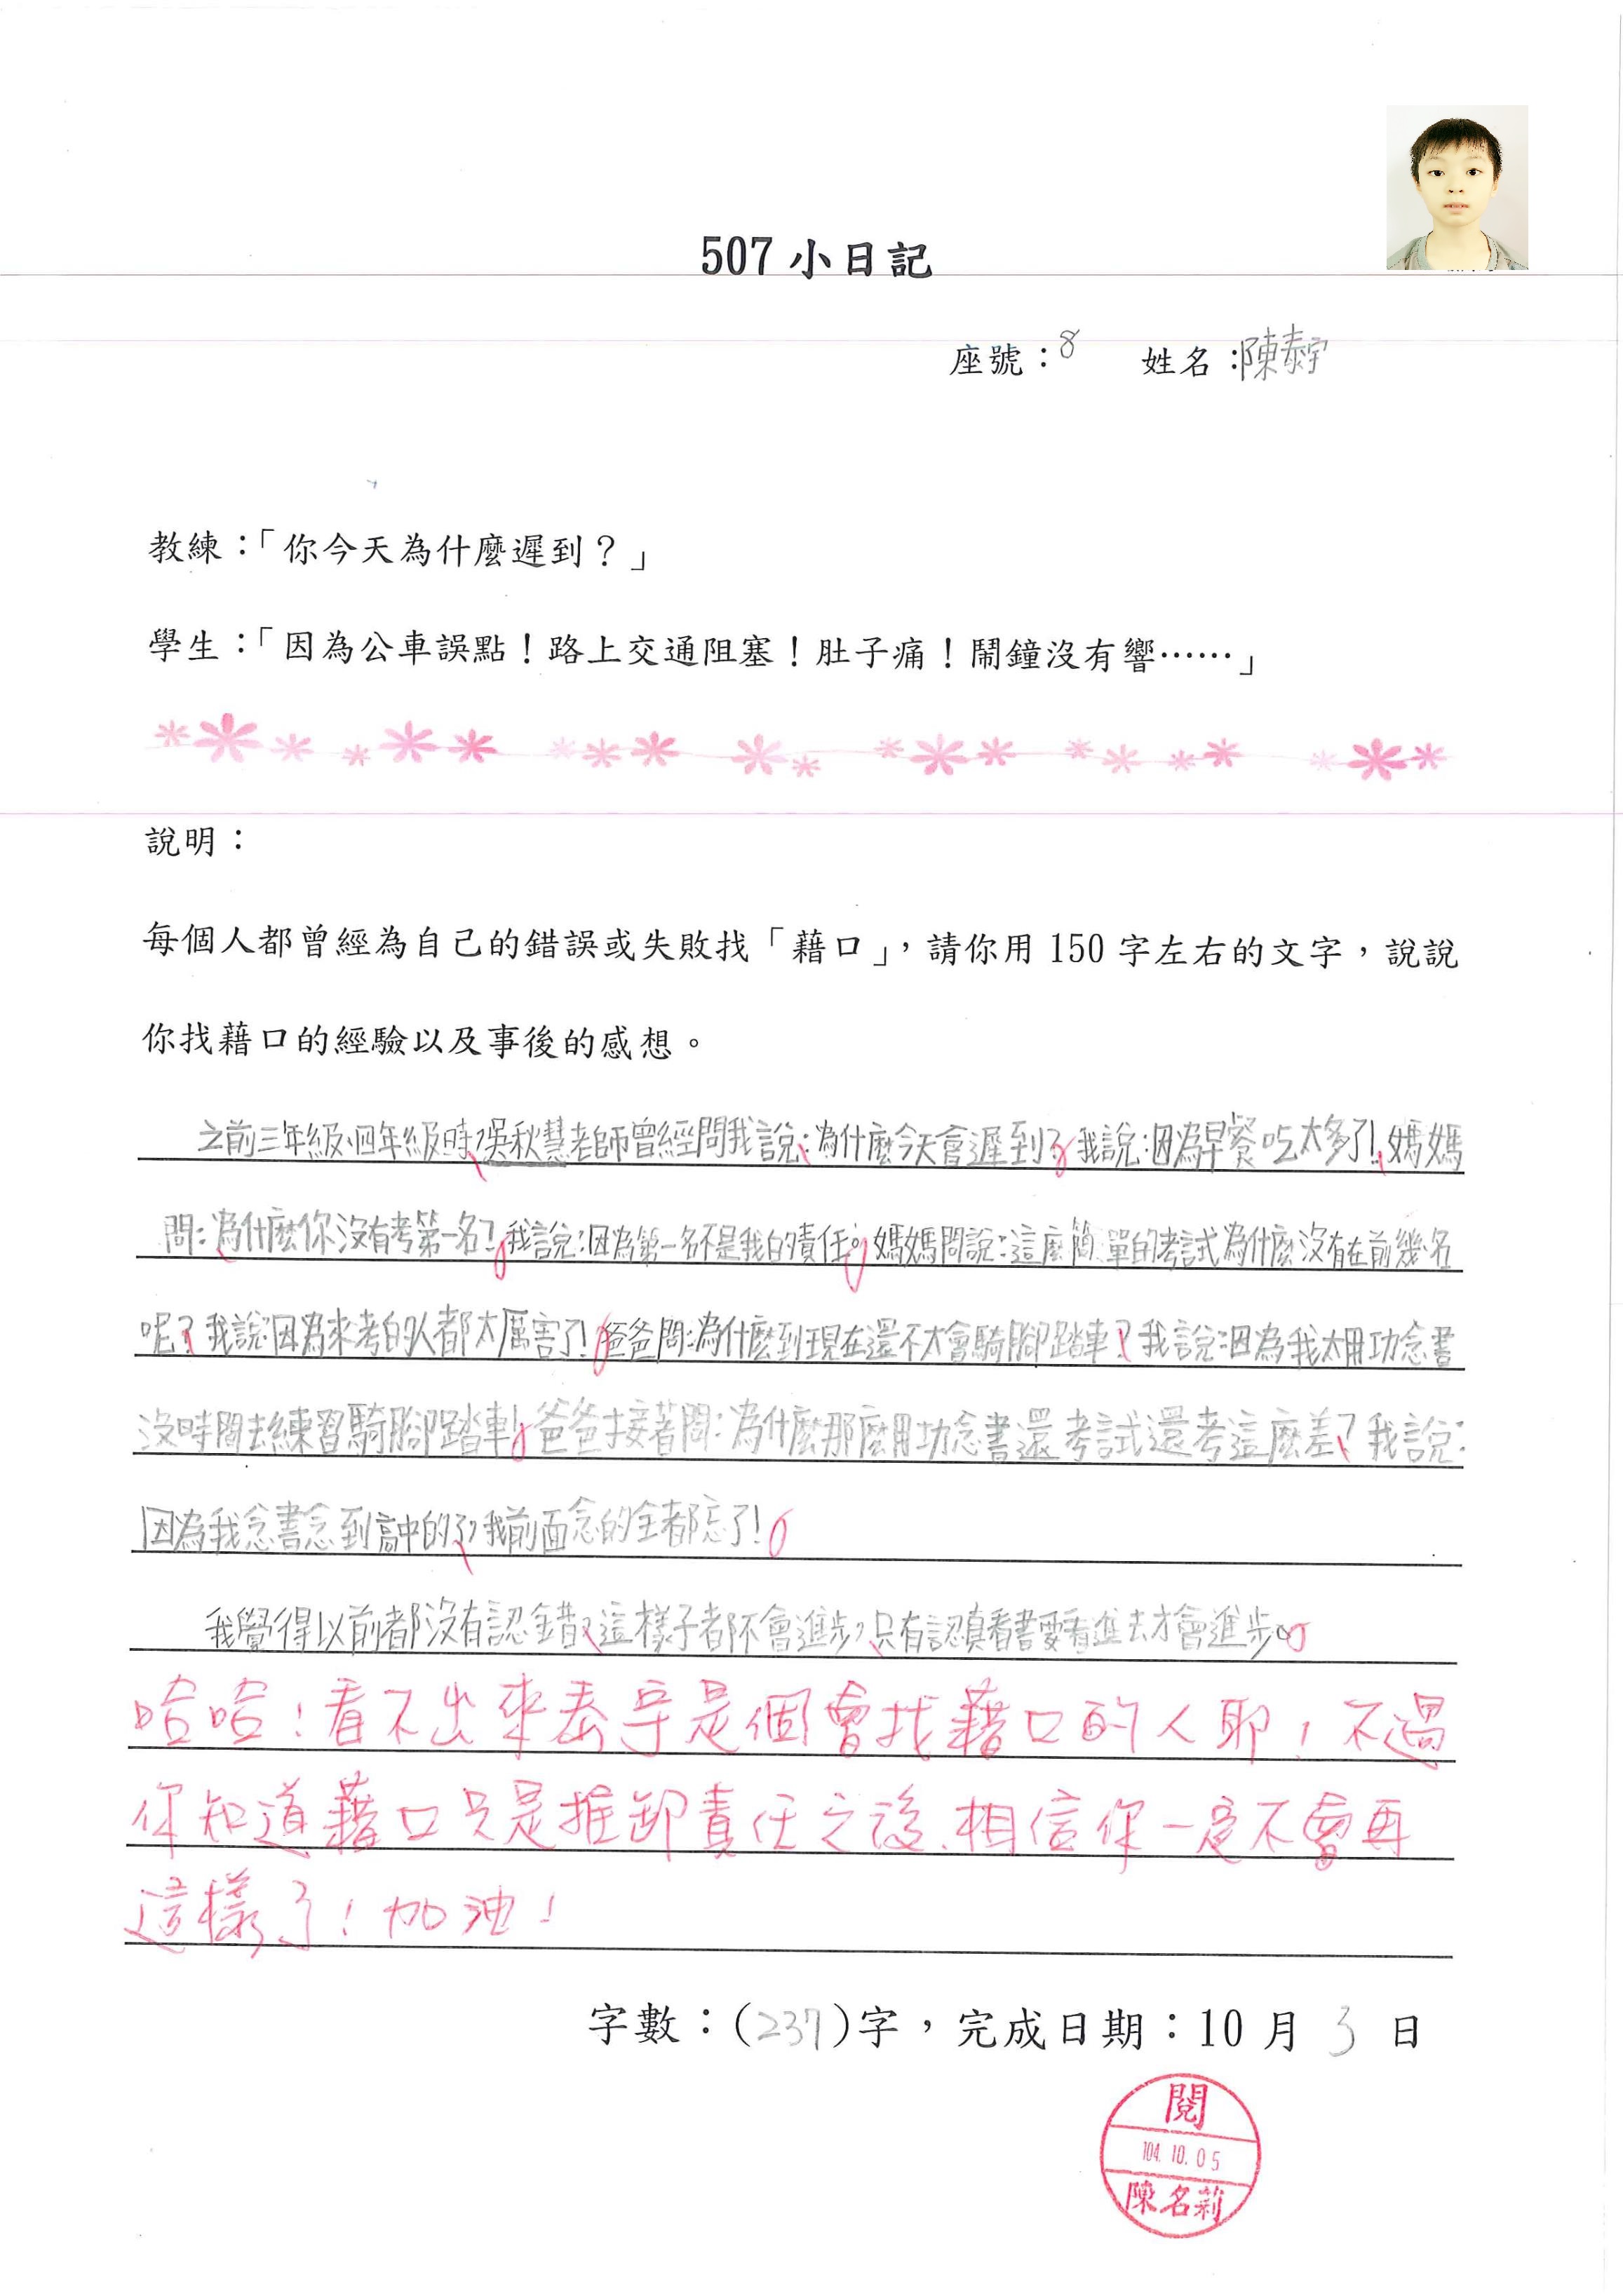 507 小日記
座號：8 姓名：陳泰宇
教練：「你今天為什麼遲到？」
學生：「因為公車誤點！路上交通阻塞！肚子痛！鬧鐘沒有響……」
說明：
每個人都曾經為自己的錯誤或失敗找「藉口」，請你用 150 字左右的文字，說說
你找藉口的經驗以及事後的感想。
之前三年級、四年級時，吳秋慧老師曾經問我說：為什麼今天會遲到？我說：因為早餐吃太多了！媽媽
問：為什麼你沒有考第一名？我說：因為第一名不是我的責任。媽媽問說：這麼簡單的考試為什麼沒有在前幾名
呢？我說：因為來考的人都太厲害了！爸爸問：為什麼到現在還不太會騎腳踏車？我說：因為我太用功念書
沒時間去練習騎腳踏車！爸爸接著問：為什麼那麼用功念書還考試還考這麼差？我說：
因為我念書念到高中的了，我前面念的全都忘了！
我覺得以前都沒有認錯，這樣子都不會進步，只有認真看書要看進去才會進步。
哈哈！看不出來泰宇是個會找藉口的人耶！不過
你知道藉口只是推卸責任之後、相信你一定不會再
這樣了！加油！
字數：(237)字，完成日期：10 月 3 日
閱
104. 10. 05
陳名莉